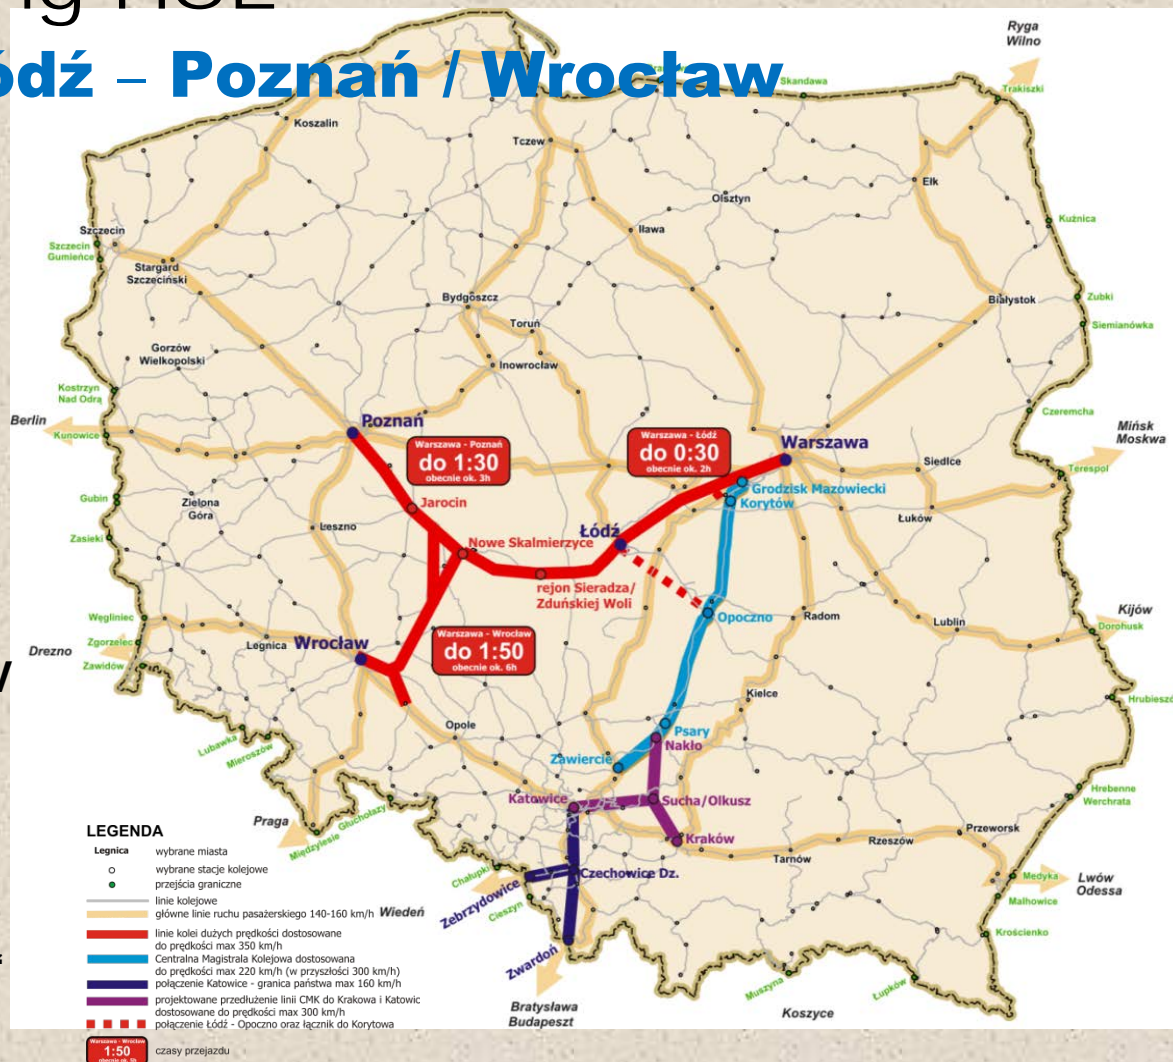 ig HSL
ódź – Poznań / Wrocław
Ryga
Wilno
Skandawa
Trakiszki
Koszalin
Tczew
Ełk
Olsztyn
Kuźnica
Szczecin
Iława
Szczecin
Gumieńce
Stargard
Szczeciński
Bydgoszcz
Białystok
Zubki
Toruń
Siemianówka
Gorzów
Wielkopolski
Inowrocław
Kostrzyn
Nad Odrą
Czeremcha
Berlin
Kunowice
Poznań
Warszawa - Poznań
do 1:30
obecnie ok. 3h
Warszawa - Łódź
do 0:30
obecnie ok. 2h
Warszawa
Mińsk
Moskwa
Siedlce
Terespol
Grodzisk Mazowiecki
Korytów
Gubin
Zielona
Góra
Jarocin
Łuków
Leszno
Zasieki
Łódź
Nowe Skalmierzyce
rejon Sieradza/
Zduńskiej Woli
Opoczno
Radom
Kijów
Węgliniec
Lublin
Dorohusk
Zgorzelec
Warszawa - Wrocław
do 1:50
obecnie ok. 6h
Drezno
Legnica
Wrocław
Zawidów
w
Kielce
Hrubieszó
Opole
Psary
Lubawka
Nakło
Mieroszów
Zawiercie
Katowice
Sucha/Olkusz
Hrebenne
Werchrata
Praga
Głuchołazy
Międzylesie
Kraków
Przeworsk
Rzeszów
Tarnów
Chałupki
Czechowice Dz.
Medyka
Lwów
Odessa
Zebrzydowice
Cieszyn
Malhowice
Wiedeń
Krościenko
Zwardoń
Muszyna
Łupków
Bratysława
Budapeszt
Koszyce
LEGENDA
Legnica wybrane miasta
wybrane stacje kolejowe
przejścia graniczne
linie kolejowe
główne linie ruchu pasażerskiego 140-160 km/h
linie kolei dużych prędkości dostosowane
do prędkości max 350 km/h
Centralna Magistrala Kolejowa dostosowana
do prędkości max 220 km/h (w przyszłości 300 km/h)
połączenie Katowice - granica państwa max 160 km/h
projektowane przedłużenie linii CMK do Krakowa i Katowic
dostosowane do prędkości max 300 km/h
połączenie Łódź - Opoczno oraz łącznik do Korytowa
Warszawa - Wrocław
1:50
czasy przejazdu